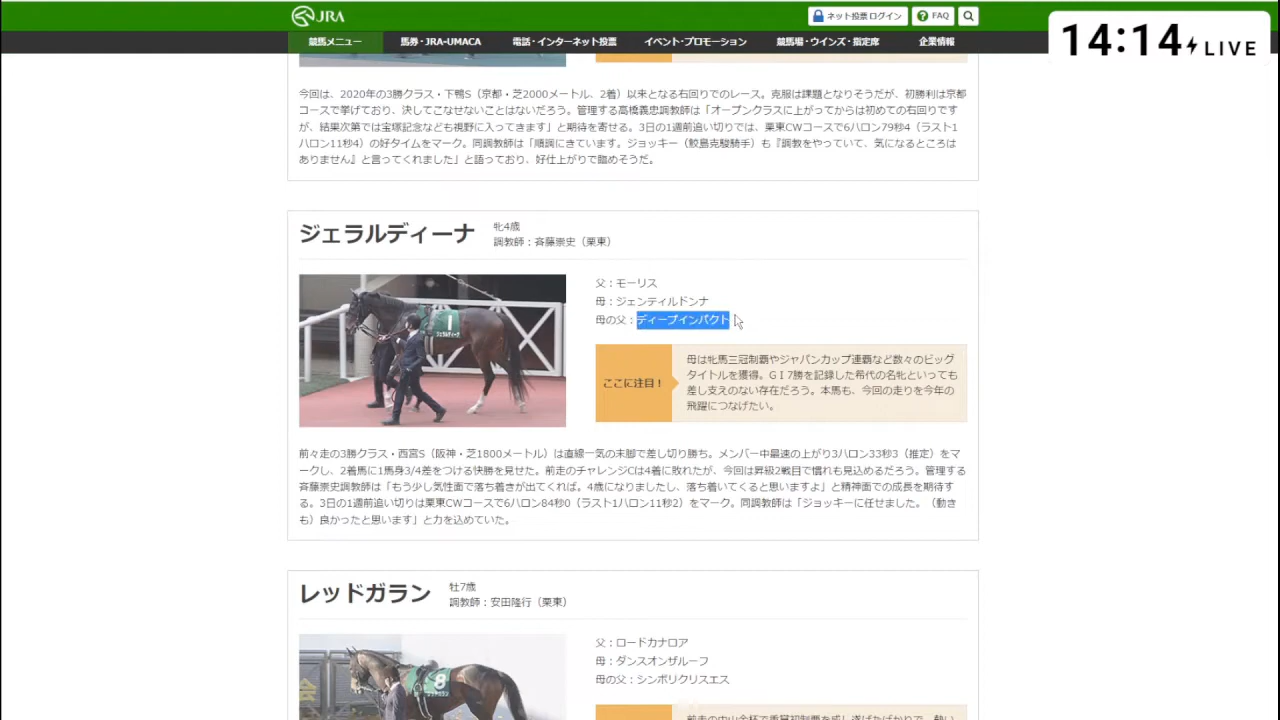 JRA
ネット投票 ログイン
FAQ
競馬メニュー
馬券・JRA-UMACA
電話・インターネット投票
イベント・プロモーション
競馬場・ウインズ・指定席
企業情報
14:14 LIVE
今回は、2020年の3勝クラス・下鴨S（京都・芝2000メートル、2着）以来となる右回りでのレース。克服は課題となりそうだが、初勝利は京都
コースで挙げており、決してこなせないことはないだろう。管理する高橋義忠調教師は「オープンクラスに上がってからは初めての右回りです
が、結果次第では宝塚記念なども視野に入ってきます」と期待を寄せる。3日の1週前追い切りでは、栗東CWコースで6ハロン79秒4（ラスト1
ハロン11秒4）の好タイムをマーク。同調教師は「順調にきています。ジョッキー（鮫島克駿騎手）も『調教をやっていて、気になるところは
ありません』と言ってくれました」と語っており、好仕上がりで臨めそうだ。
ジェラルディーナ
牝4歳
調教師：斉藤崇史（栗東）
父：モーリス
母：ジェンティルドンナ
母の父：ディープインパクト
1
ジェラルディーナ
ここに注目！
母は牝馬三冠制覇やジャパンカップ連覇など数々のビッグ
タイトルを獲得。GⅠ7勝を記録した希代の名牝といっても
差し支えのない存在だろう。本馬も、今回の走りを今年の
飛躍につなげたい。
前々走の3勝クラス・西宮S（阪神・芝1800メートル）は直線一気の末脚で差し切り勝ち。メンバー中最速の上がり3ハロン33秒3（推定）をマ
ークし、2着馬に1馬身3/4差をつける快勝を見せた。前走のチャレンジCは4着に敗れたが、今回は昇級2戦目で慣れも見込めるだろう。管理する
斉藤崇史調教師は「もう少し気性面で落ち着きが出てくれば。4歳になりましたし、落ち着いてくると思いますよ」と精神面での成長を期待す
る。3日の1週前追い切りは栗東CWコースで6ハロン84秒0（ラスト1ハロン11秒2）をマーク。同調教師は「ジョッキーに任せました。（動き
も）良かったと思います」と力を込めていた。
レッドガラン
牡7歳
調教師：安田隆行（栗東）
父：ロードカナロア
母：ダンスオンザルーフ
母の父：シンボリクリスエス
8
レッドガラン